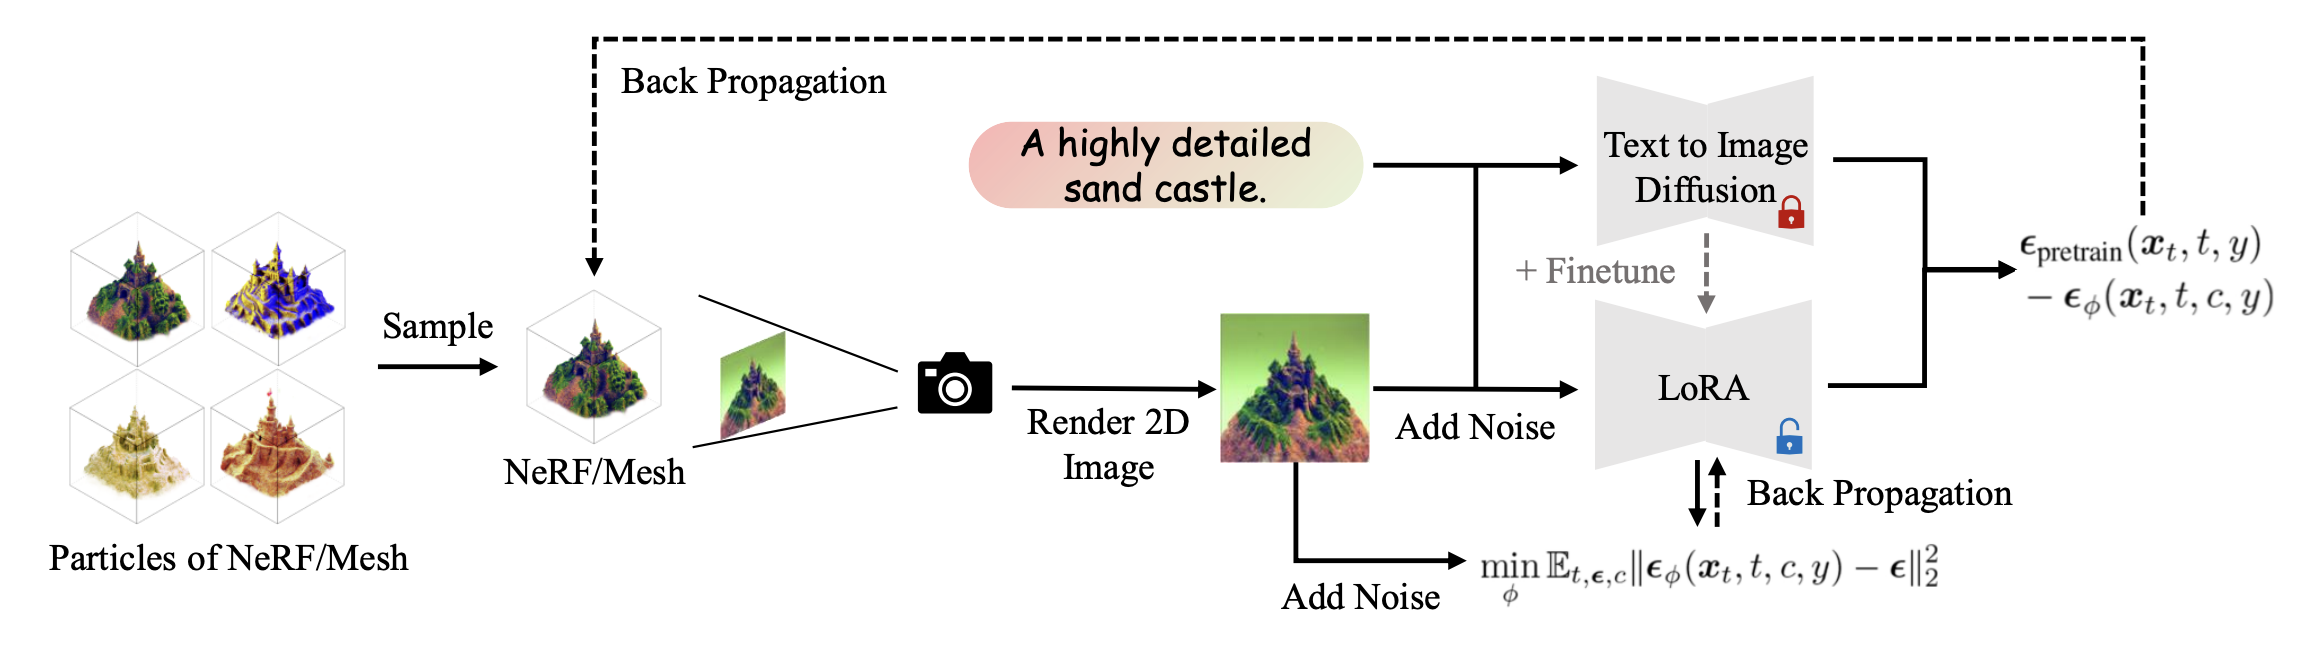 Back Propagation
A highly detailed
sand castle.
Text to Image
Diffusion
+ Finetune
Sample
NeRF/Mesh
Particles of NeRF/Mesh
Render 2D
Image
Add Noise
LoRA
Back Propagation
Add Noise
$\min_{\phi} \mathbb{E}_{t,\boldsymbol{\epsilon},c} \|\boldsymbol{\epsilon}_{\phi}(\boldsymbol{x}_t, t, c, y) - \boldsymbol{\epsilon}\|_2^2$
$\boldsymbol{\epsilon}_{\text{pretrain}}(\boldsymbol{x}_t, t, y)$
$- \boldsymbol{\epsilon}_{\phi}(\boldsymbol{x}_t, t, c, y)$